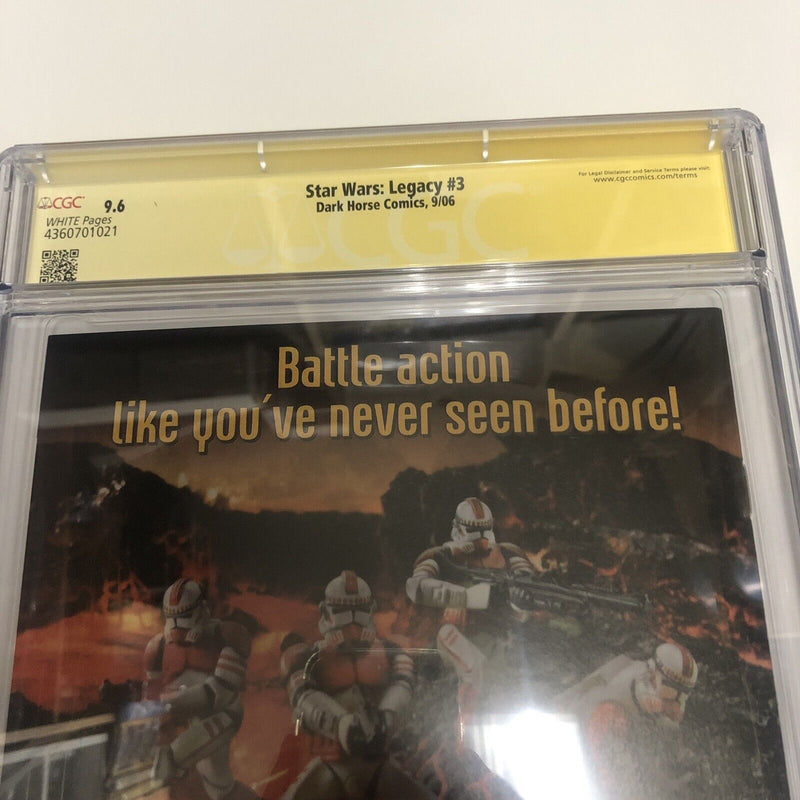 CGC 9.6
WHITE Pages
4360701021
Star Wars: Legacy #3
Dark Horse Comics, 9/06
For Legal Disclaimer and Service Terms please visit:
www.cgccomics.com/terms
CGC
Battle action
like you´ve never seen before!